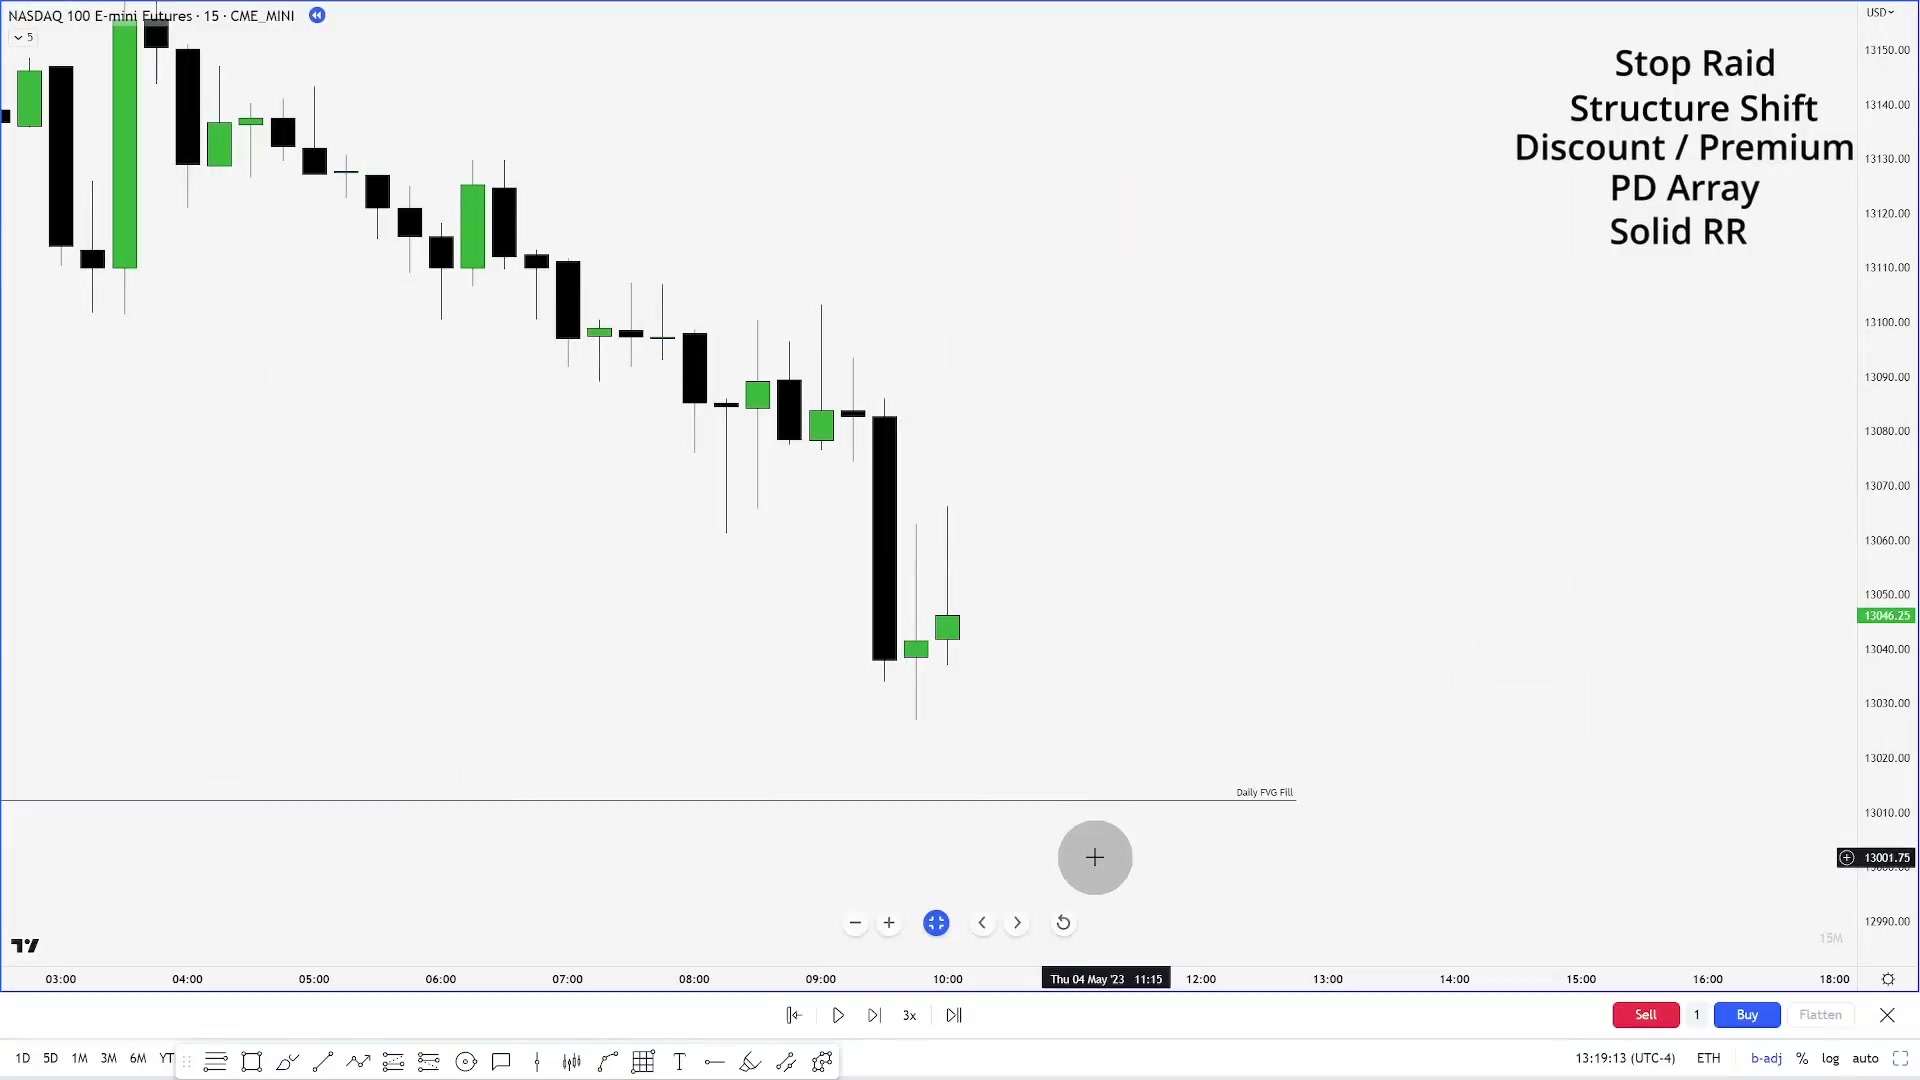 NASDAQ 100 E-mini Futures · 15 · CME_MINI
5
USD
Stop Raid
Structure Shift
Discount / Premium
PD Array
Solid RR
13150.00
13140.00
13130.00
13120.00
13110.00
13100.00
13090.00
13080.00
13070.00
13060.00
13050.00
13046.25
13040.00
13030.00
13020.00
Daily FVG Fill
13010.00
13001.75
12990.00
15M
03:00 04:00 05:00 06:00 07:00 08:00 09:00 10:00 Thu 04 May '23 11:15 12:00 13:00 14:00 15:00 16:00 18:00
3x
Sell 1 Buy Flatten
1D 5D 1M 3M 6M YT
13:19:13 (UTC-4) ETH b-adj % log auto